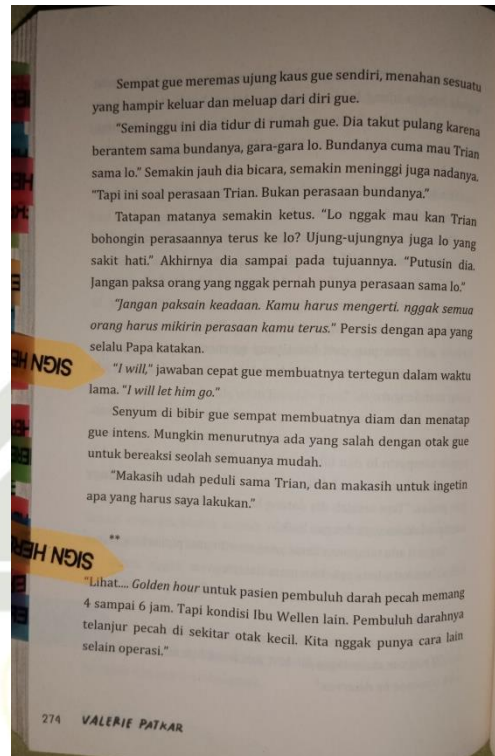 Sempat gue meremas ujung kaus gue sendiri, menahan sesuatu
yang hampir keluar dan meluap dari diri gue.
"Seminggu ini dia tidur di rumah gue. Dia takut pulang karena
berantem sama bundanya, gara-gara lo. Bundanya cuma mau Trian
sama lo." Semakin jauh dia bicara, semakin meninggi juga nadanya.
"Tapi ini soal perasaan Trian. Bukan perasaan bundanya."
Tatapan matanya semakin ketus. "Lo nggak mau kan Trian
bohongin perasaannya terus ke lo? Ujung-ujungnya juga lo yang
sakit hati." Akhirnya dia sampai pada tujuannya. "Putusin dia.
Jangan paksa orang yang nggak pernah punya perasaan sama lo."
"Jangan paksain keadaan. Kamu harus mengerti. nggak semua
orang harus mikirin perasaan kamu terus." Persis dengan apa yang
selalu Papa katakan.
"I will," jawaban cepat gue membuatnya tertegun dalam waktu
lama. "I will let him go."
Senyum di bibir gue sempat membuatnya diam dan menatap
gue intens. Mungkin menurutnya ada yang salah dengan otak gue
untuk bereaksi seolah semuanya mudah.
"Makasih udah peduli sama Trian, dan makasih untuk ingetin
apa yang harus saya lakukan."
**
"Lihat.... Golden hour untuk pasien pembuluh darah pecah memang
4 sampai 6 jam. Tapi kondisi Ibu Wellen lain. Pembuluh darahnya
telanjur pecah di sekitar otak kecil. Kita nggak punya cara lain
selain operasi."
274 VALERIE PATKAR
SIGN HE
SIGN HERE